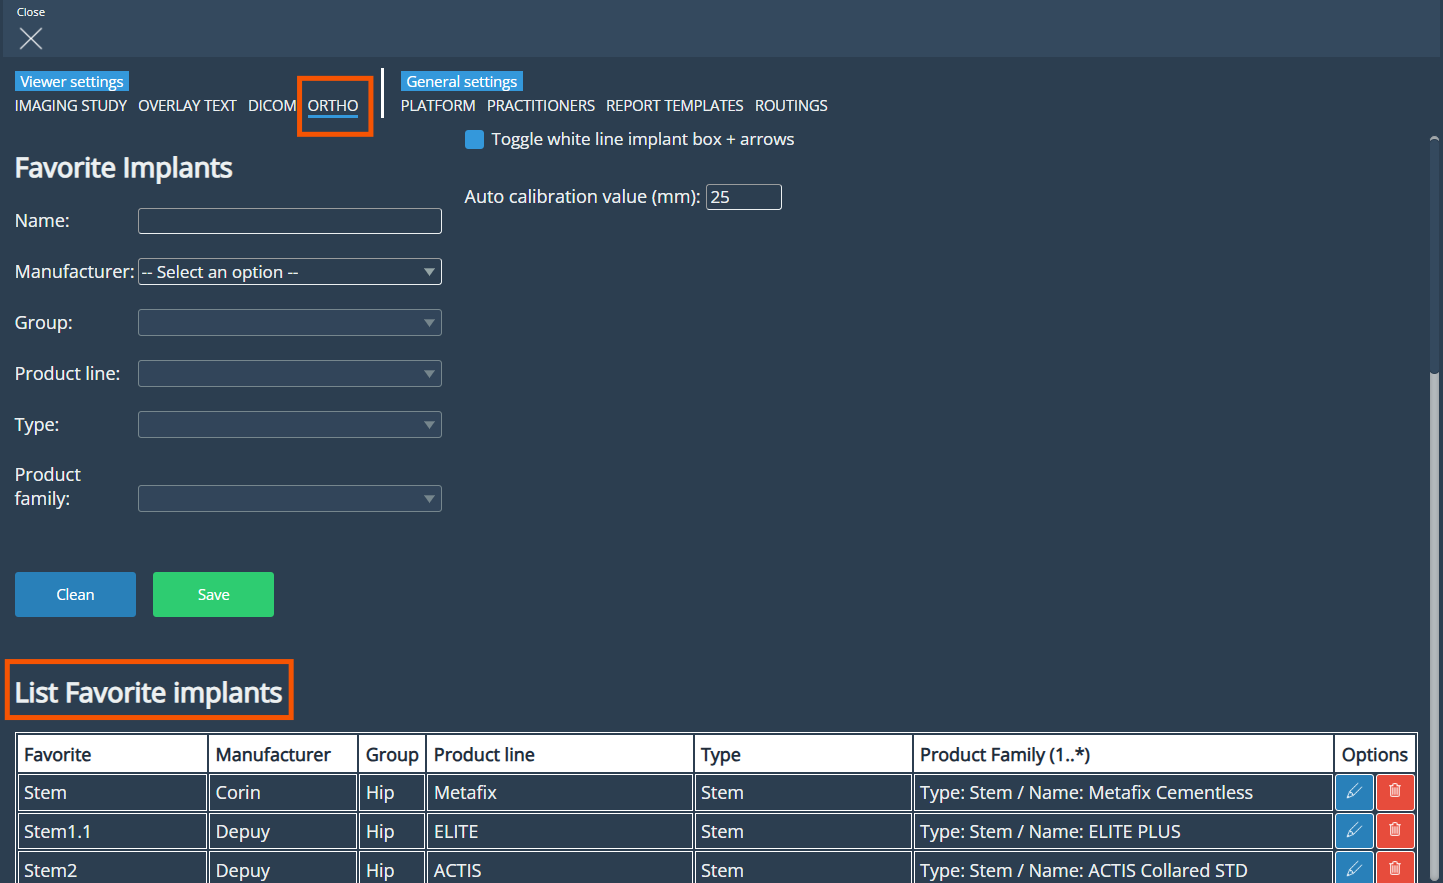 Close
Viewer settings
General settings
IMAGING STUDY OVERLAY TEXT DICOM ORTHO
PLATFORM PRACTITIONERS REPORT TEMPLATES ROUTINGS
Toggle white line implant box + arrows
Favorite Implants
Auto calibration value (mm): 25
Name:
Manufacturer: -- Select an option --
Group:
Product line:
Type:
Product
family:
Clean Save
List Favorite implants
Favorite Manufacturer Group Product line Type Product Family (1..*) Options
Stem Corin Hip Metafix Stem Type: Stem / Name: Metafix Cementless
Stem1.1 Depuy Hip ELITE Stem Type: Stem / Name: ELITE PLUS
Stem2 Depuy Hip ACTIS Stem Type: Stem / Name: ACTIS Collared STD